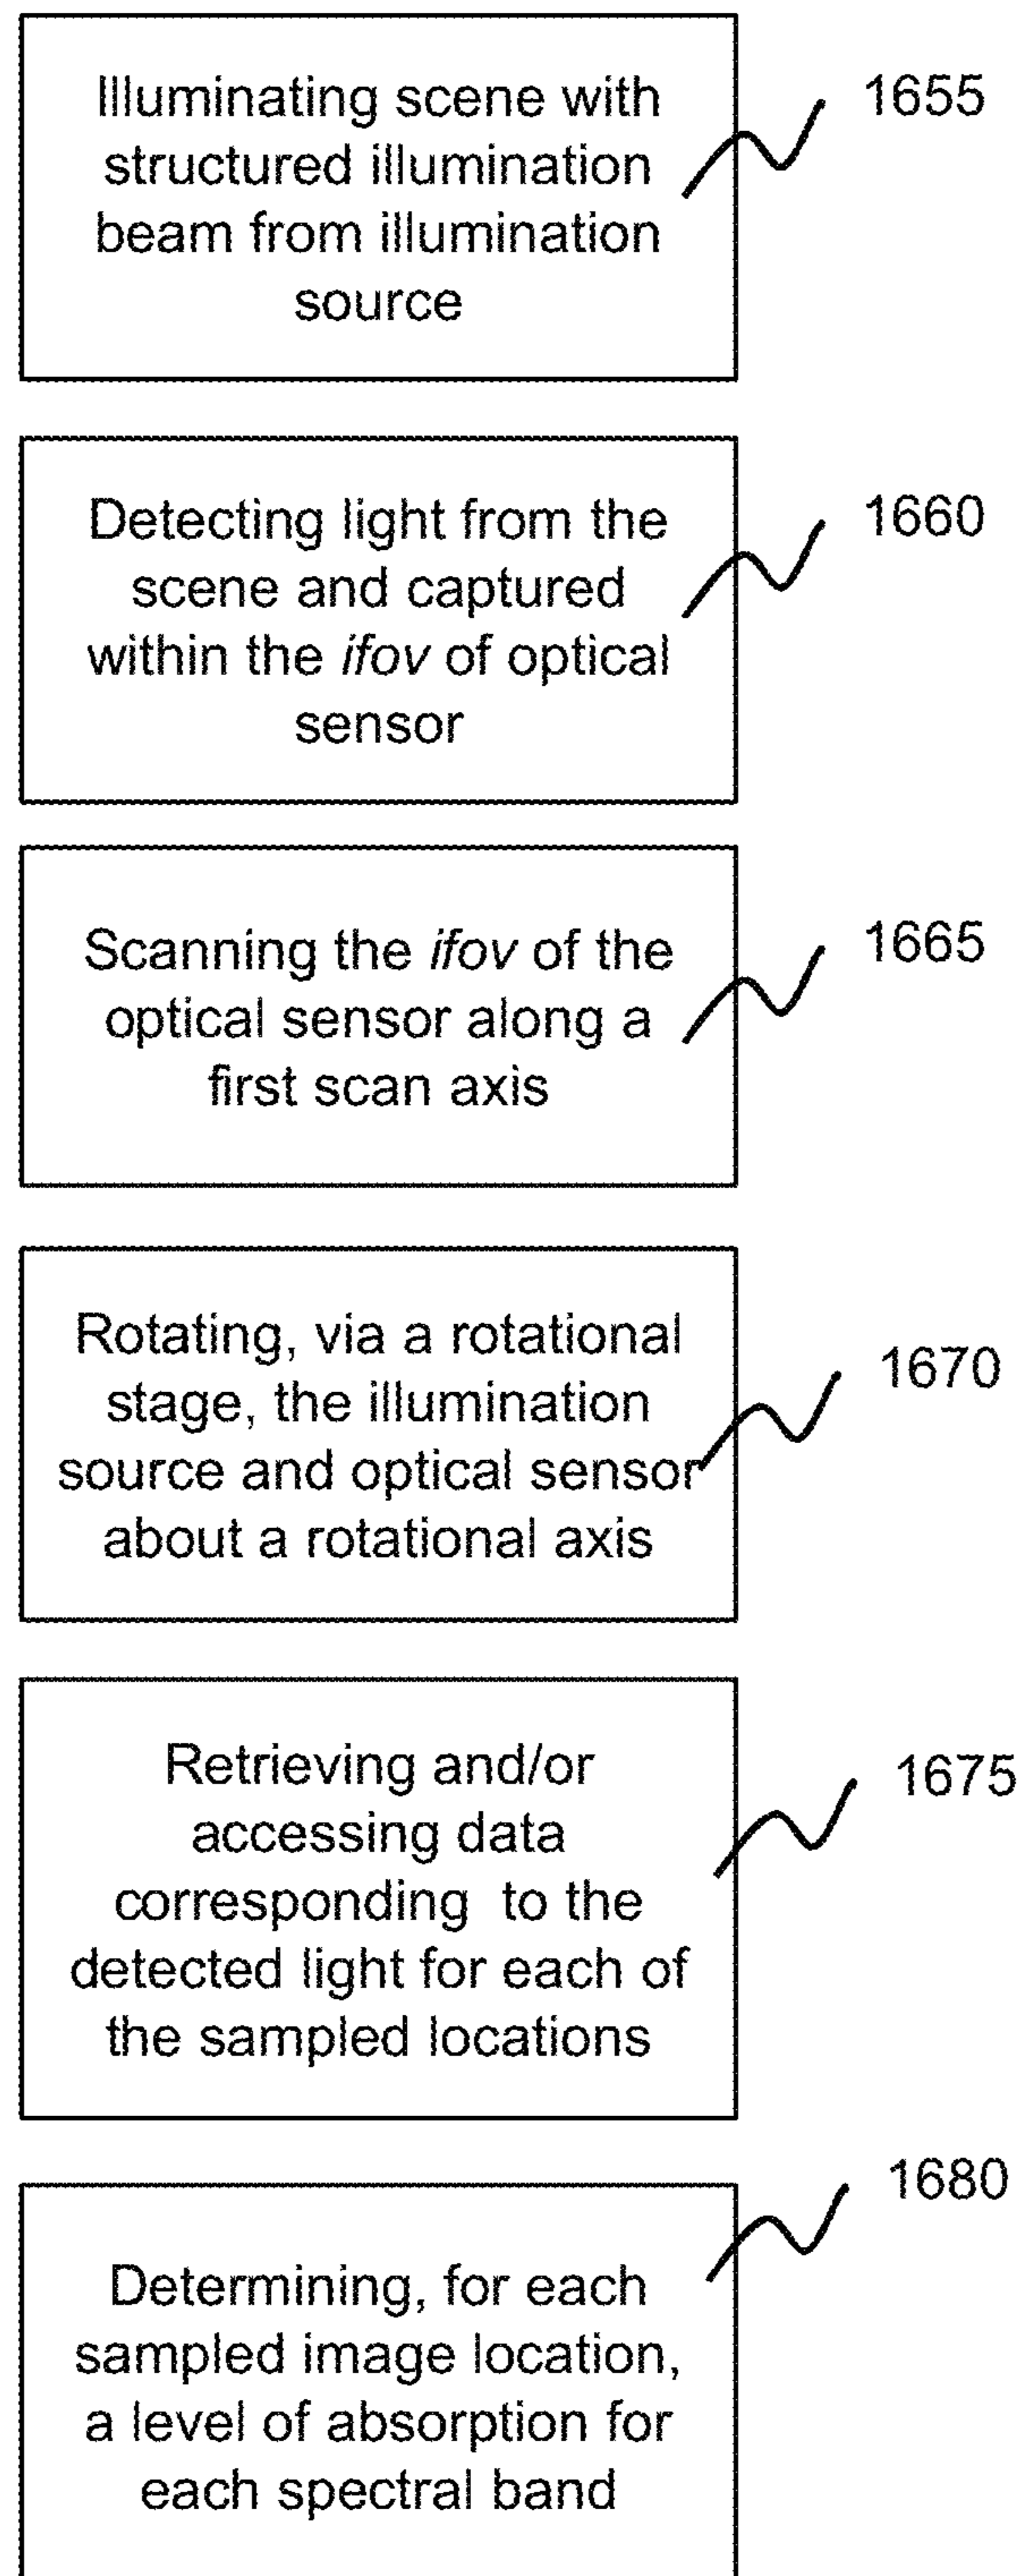 Illuminating scene with
structured illumination
beam from illumination
source
1655
Detecting light from the
scene and captured
within the ifov of optical
sensor
1660
Scanning the ifov of the
optical sensor along a
first scan axis
1665
Rotating, via a rotational
stage, the illumination
source and optical sensor
about a rotational axis
1670
Retrieving and/or
accessing data
corresponding to the
detected light for each of
the sampled locations
1675
Determining, for each
sampled image location,
a level of absorption for
each spectral band
1680